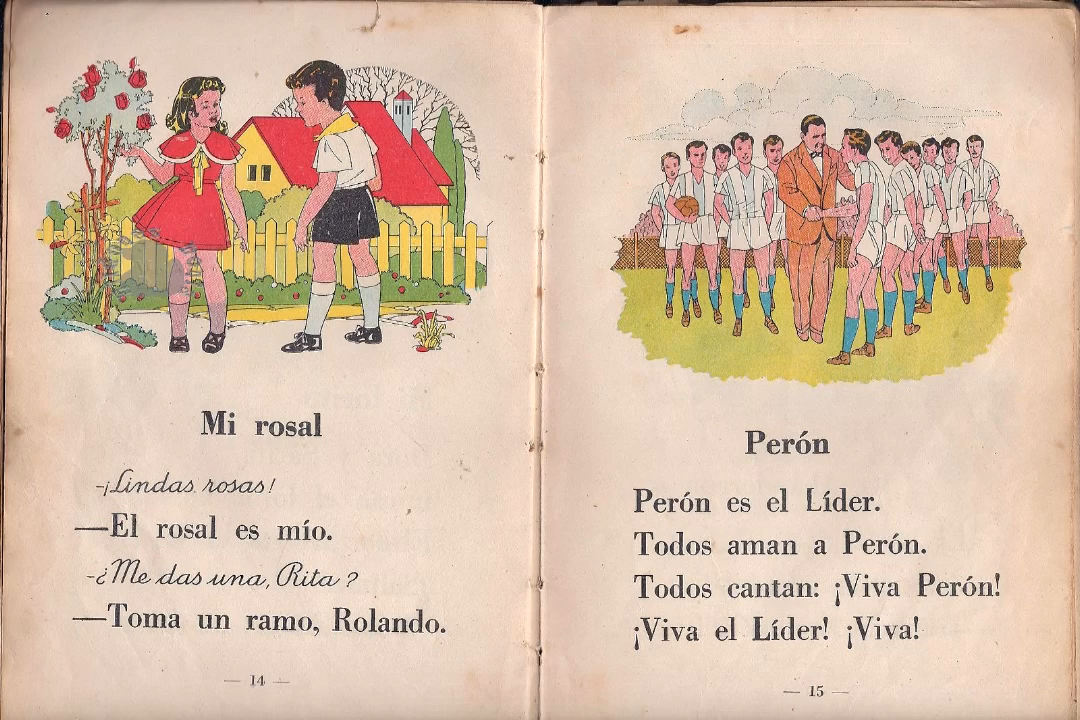 Mi rosal
-¡Lindas rosas!
—El rosal es mío.
-¿Me das una, Rita?
—Toma un ramo, Rolando.
— 14 —
Perón
Perón es el Líder.
Todos aman a Perón.
Todos cantan: ¡Viva Perón!
¡Viva el Líder! ¡Viva!
— 15 —